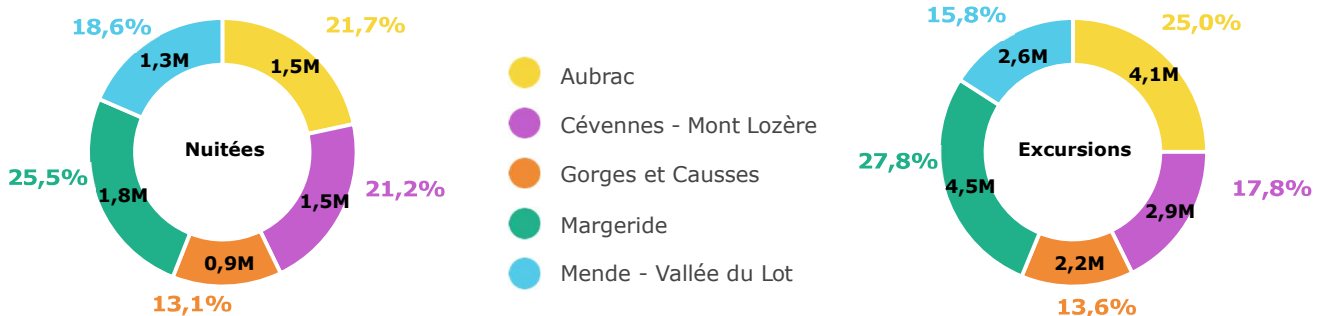 18,6%
21,7%
1,3M
1,5M
Nuitées
25,5%
1,8M
1,5M
21,2%
0,9M
13,1%
Aubrac
Cévennes - Mont Lozère
Gorges et Causses
Margeride
Mende - Vallée du Lot
15,8%
25,0%
2,6M
4,1M
Excursions
27,8%
4,5M
2,9M
17,8%
2,2M
13,6%